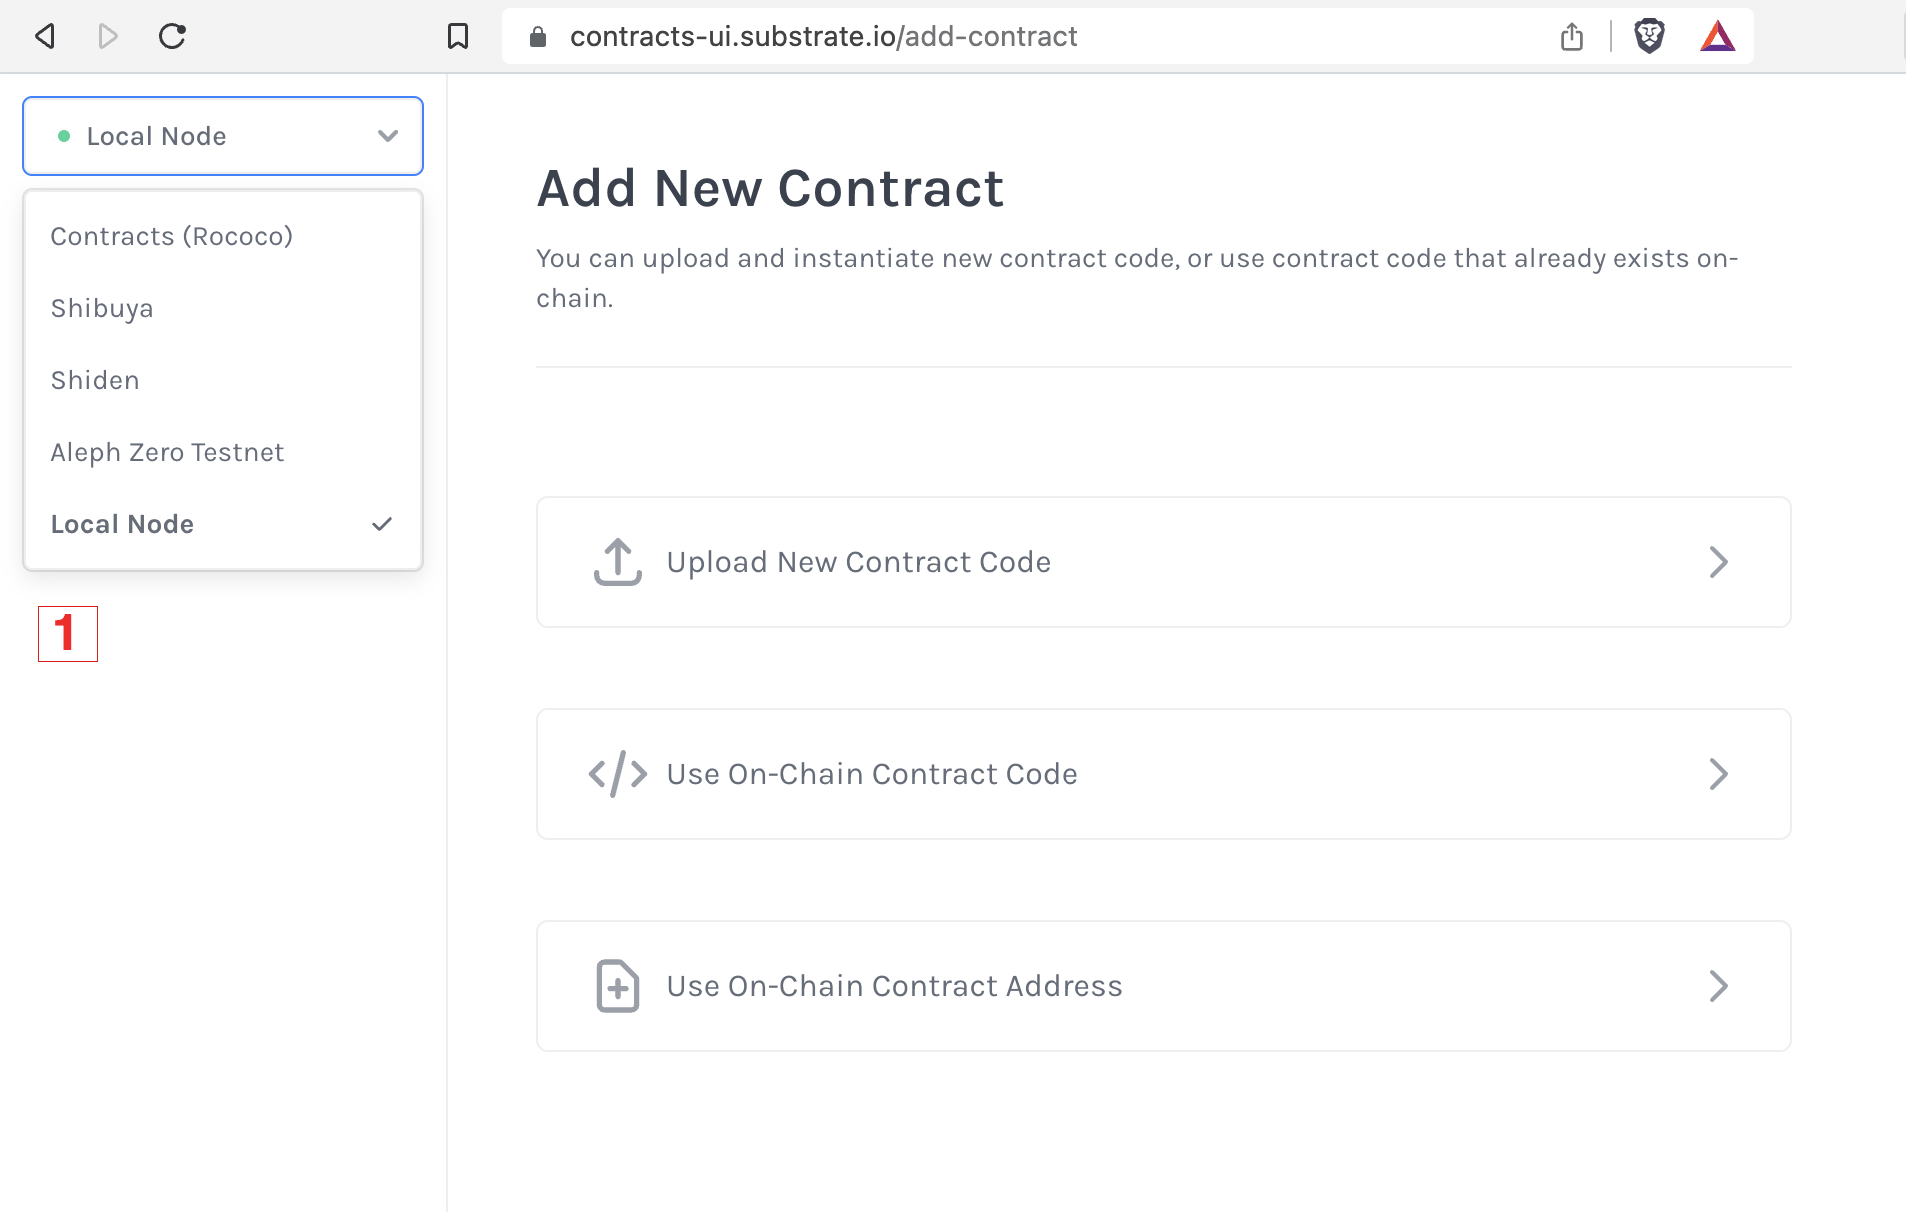 contracts-ui.substrate.io/add-contract
Local Node
Contracts (Rococo)
Shibuya
Shiden
Aleph Zero Testnet
Local Node
1
Add New Contract
You can upload and instantiate new contract code, or use contract code that already exists on-
chain.
Upload New Contract Code
Use On-Chain Contract Code
Use On-Chain Contract Address